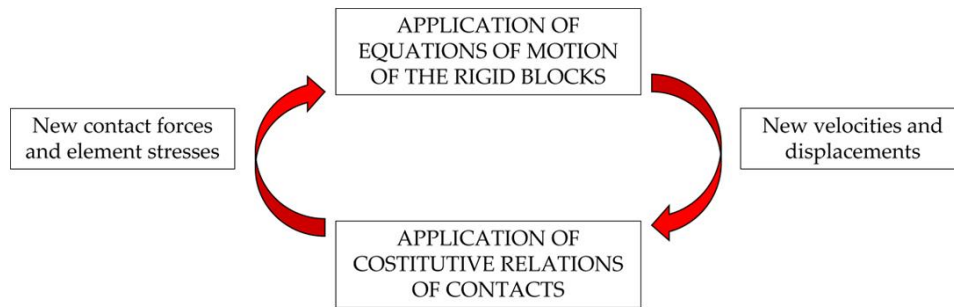 APPLICATION OF
EQUATIONS OF MOTION
OF THE RIGID BLOCKS
New contact forces
and element stresses
New velocities and
displacements
APPLICATION OF
COSTITUTIVE RELATIONS
OF CONTACTS